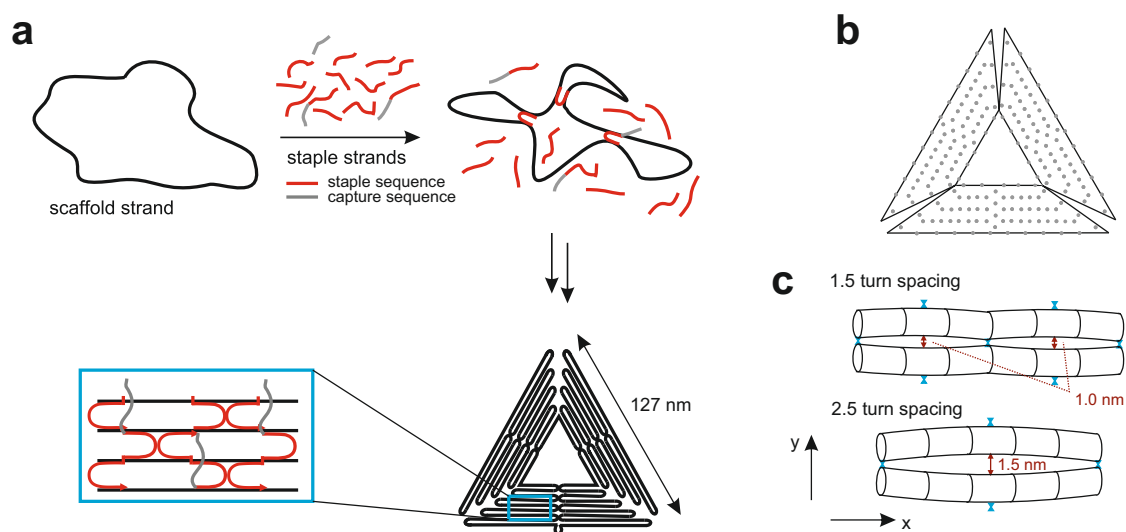 a
scaffold strand
staple strands
staple sequence
capture sequence
127 nm
b
c
1.5 turn spacing
1.0 nm
2.5 turn spacing
1.5 nm
y
x